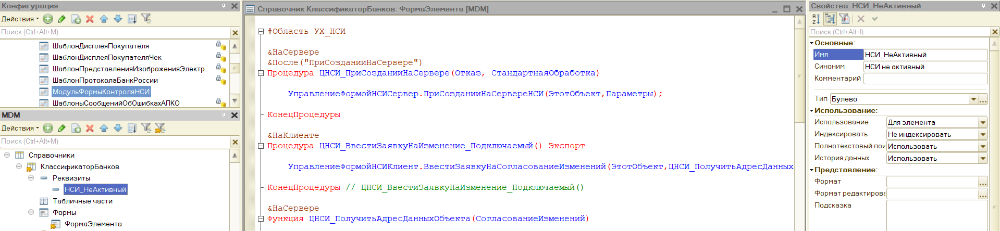 Конфигурация
Действия
Поиск (Ctrl+Alt+M)
ШаблонДисплеяПокупателя
ШаблонДисплеяПокупателяЧек
ШаблонПредставленияИзображенияЭлектр...
ШаблонПротоколаБанкРоссии
МодульФормыКонтроляНСИ
ШаблоныСообщенийОбОшибкахАПКО
MDM
Действия
Поиск (Ctrl+Alt+M)
Справочники
КлассификаторБанков
Реквизиты
НСИ_НеАктивный
Табличные части
Формы
ФормаЭлемента
Справочник КлассификаторБанков: ФормаЭлемента [MDM]
#Область УХ_НСИ
&НаСервере
&После("ПриСозданииНаСервере")
Процедура ЦНСИ_ПриСозданииНаСервере(Отказ, СтандартнаяОбработка)
УправлениеФормойНСИСервер.ПриСозданииНаСервереНСИ(ЭтотОбъект,Параметры);
КонецПроцедуры
&НаКлиенте
Процедура ЦНСИ_ВвестиЗаявкуНаИзменение_Подключаемый() Экспорт
УправлениеФормойНСИКлиент.ВвестиЗаявкуНаСогласованиеИзменений(ЭтотОбъект,ЦНСИ_ПолучитьАдресДанных
КонецПроцедуры // ЦНСИ_ВвестиЗаявкуНаИзменение_Подключаемый()
&НаСервере
Функция ЦНСИ_ПолучитьАдресДанныхОбъекта(СогласованиеИзменений)
Свойства: НСИ_НеАктивный
Поиск (Ctrl+Alt+I)
Основные:
Имя НСИ_НеАктивный
Синоним НСИ не активный
Комментарий
Тип Булево
Использование:
Использование Для элемента
Индексировать Не индексировать
Полнотекстовый пои Использовать
История данных Использовать
Представление:
Формат
Формат редактирова
Подсказка